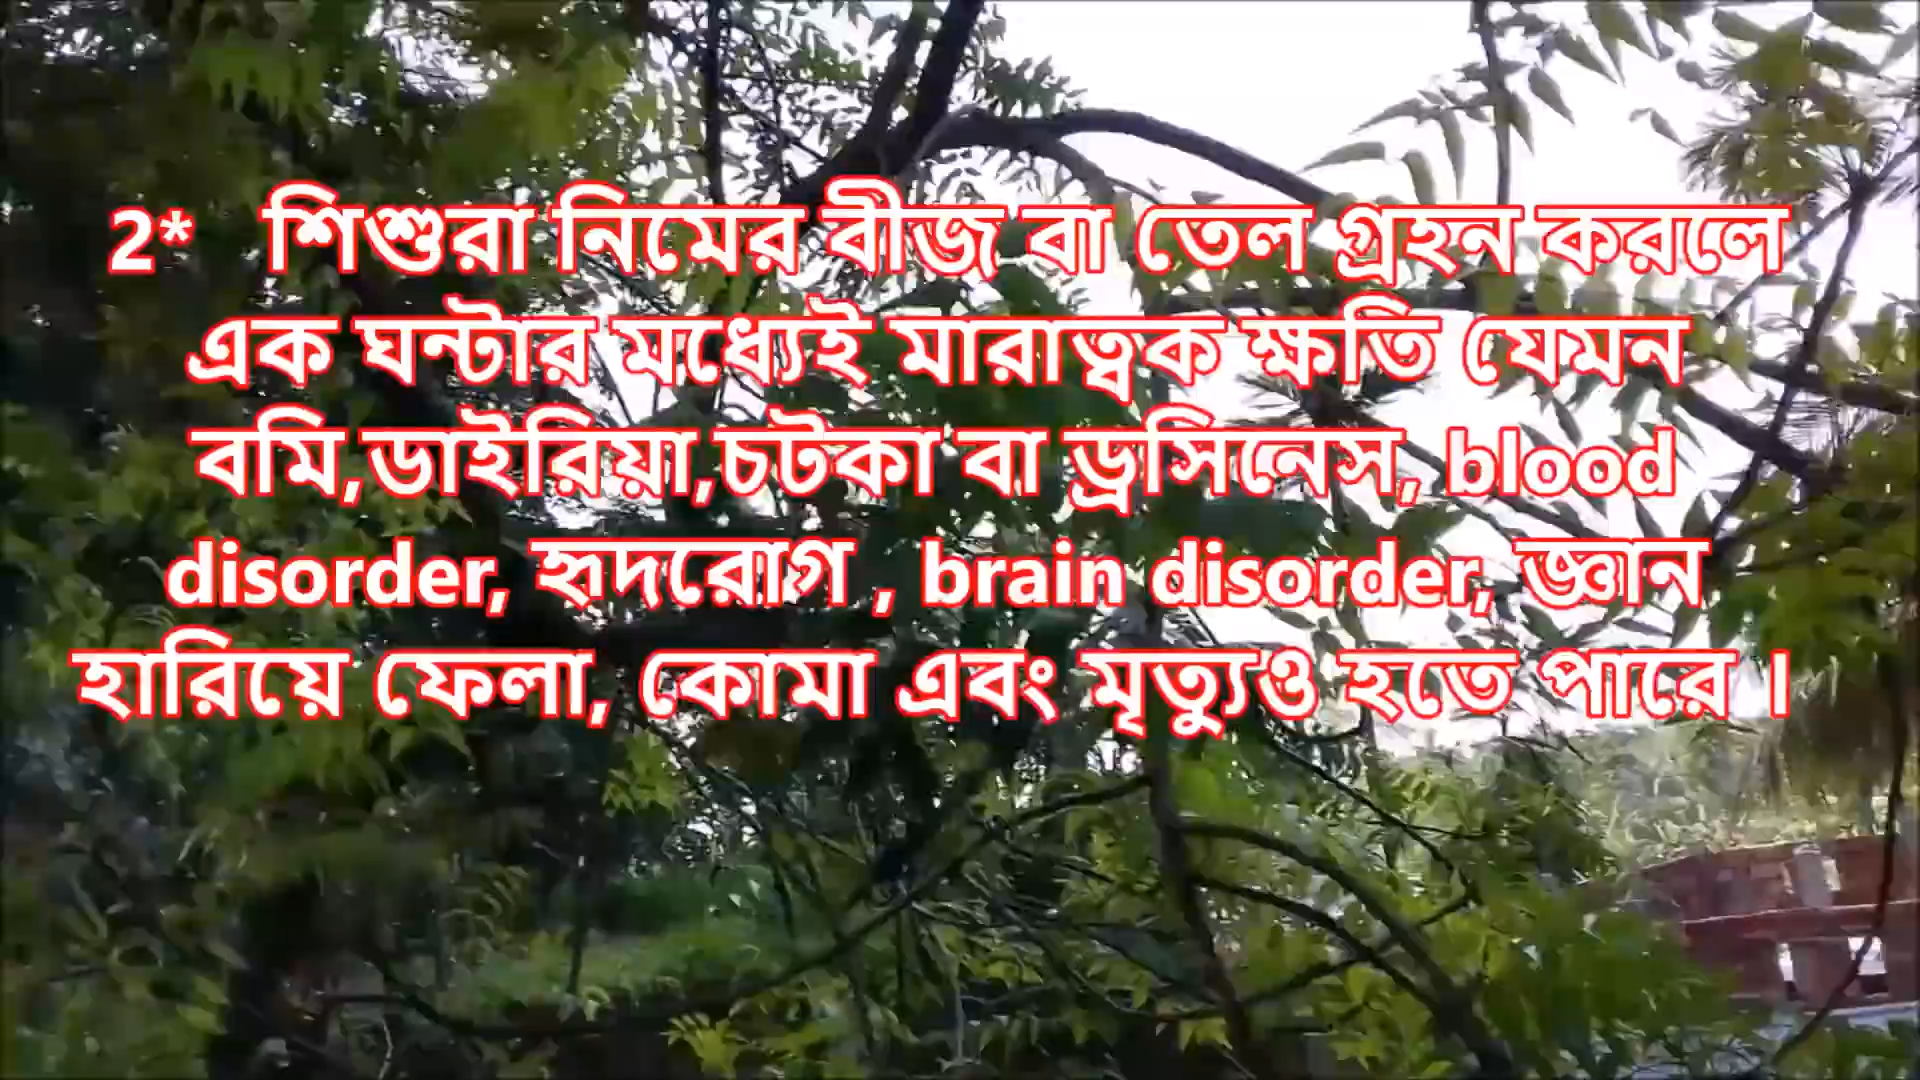 2* শিশুরা নিমের বীজ বা তেল গ্রহন করলে
এক ঘন্টার মধ্যেই মারাত্বক ক্ষতি যেমন
বমি,ডাইরিয়া,চটকা বা ড্রসিনেস, blood
disorder, হৃদরোগ , brain disorder, জ্ঞান
হারিয়ে ফেলা, কোমা এবং মৃত্যুও হতে পারে ।